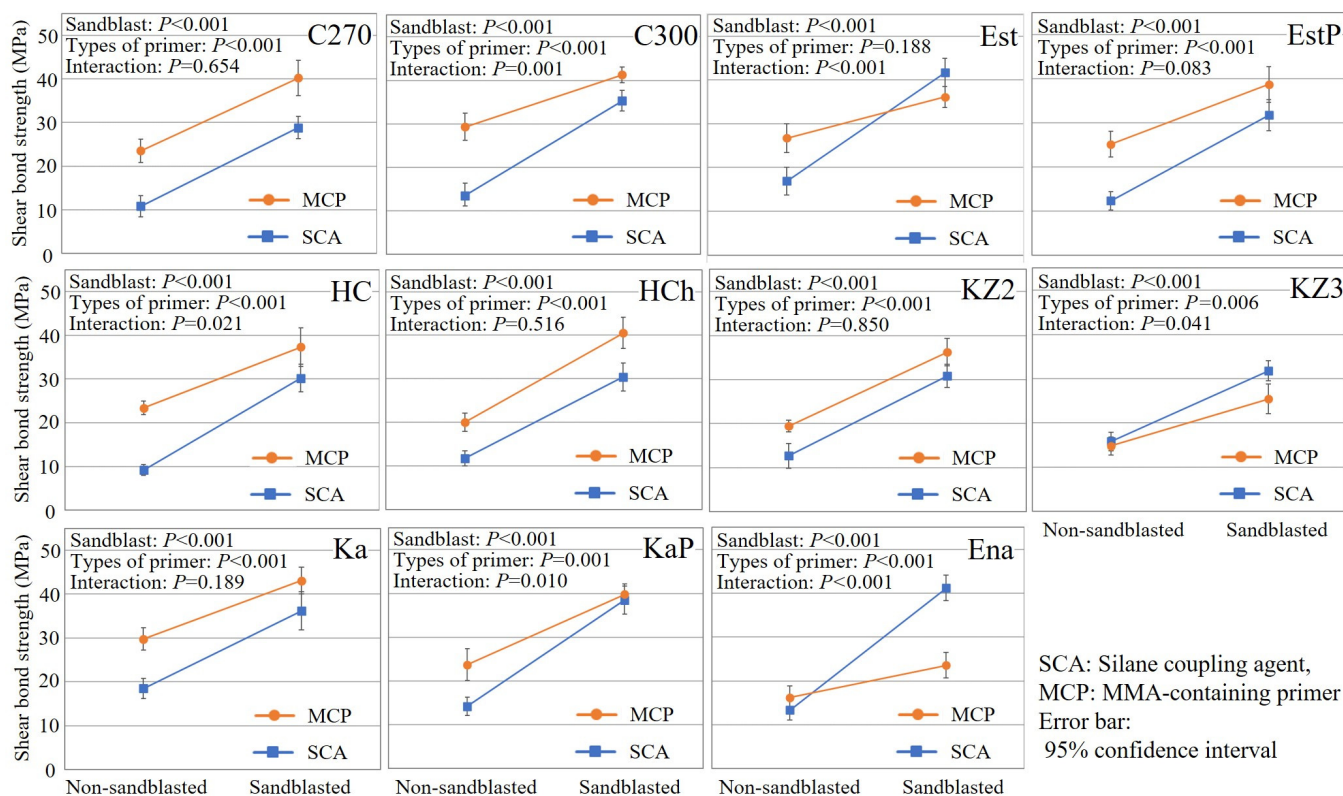 Shear bond strength (MPa)
50
40
30
20
10
0
Sandblast: P<0.001
Types of primer: P<0.001
Interaction: P=0.654
C270
MCP
SCA
Sandblast: P<0.001
Types of primer: P<0.001
Interaction: P=0.001
C300
MCP
SCA
Sandblast: P<0.001
Types of primer: P=0.188
Interaction: P<0.001
Est
MCP
SCA
Sandblast: P<0.001
Types of primer: P<0.001
Interaction: P=0.083
EstP
MCP
SCA
Shear bond strength (MPa)
50
40
30
20
10
0
Sandblast: P<0.001
Types of primer: P<0.001
Interaction: P=0.021
HC
MCP
SCA
Sandblast: P<0.001
Types of primer: P<0.001
Interaction: P=0.516
HCh
MCP
SCA
Sandblast: P<0.001
Types of primer: P<0.001
Interaction: P=0.850
KZ2
MCP
SCA
Sandblast: P<0.001
Types of primer: P=0.006
Interaction: P=0.041
KZ3
MCP
SCA
Non-sandblasted Sandblasted
Shear bond strength (MPa)
50
40
30
20
10
0
Sandblast: P<0.001
Types of primer: P<0.001
Interaction: P=0.189
Ka
MCP
SCA
Non-sandblasted Sandblasted
Sandblast: P<0.001
Types of primer: P=0.001
Interaction: P=0.010
KaP
MCP
SCA
Non-sandblasted Sandblasted
Sandblast: P<0.001
Types of primer: P<0.001
Interaction: P<0.001
Ena
MCP
SCA
Non-sandblasted Sandblasted
SCA: Silane coupling agent,
MCP: MMA-containing primer
Error bar:
95% confidence interval